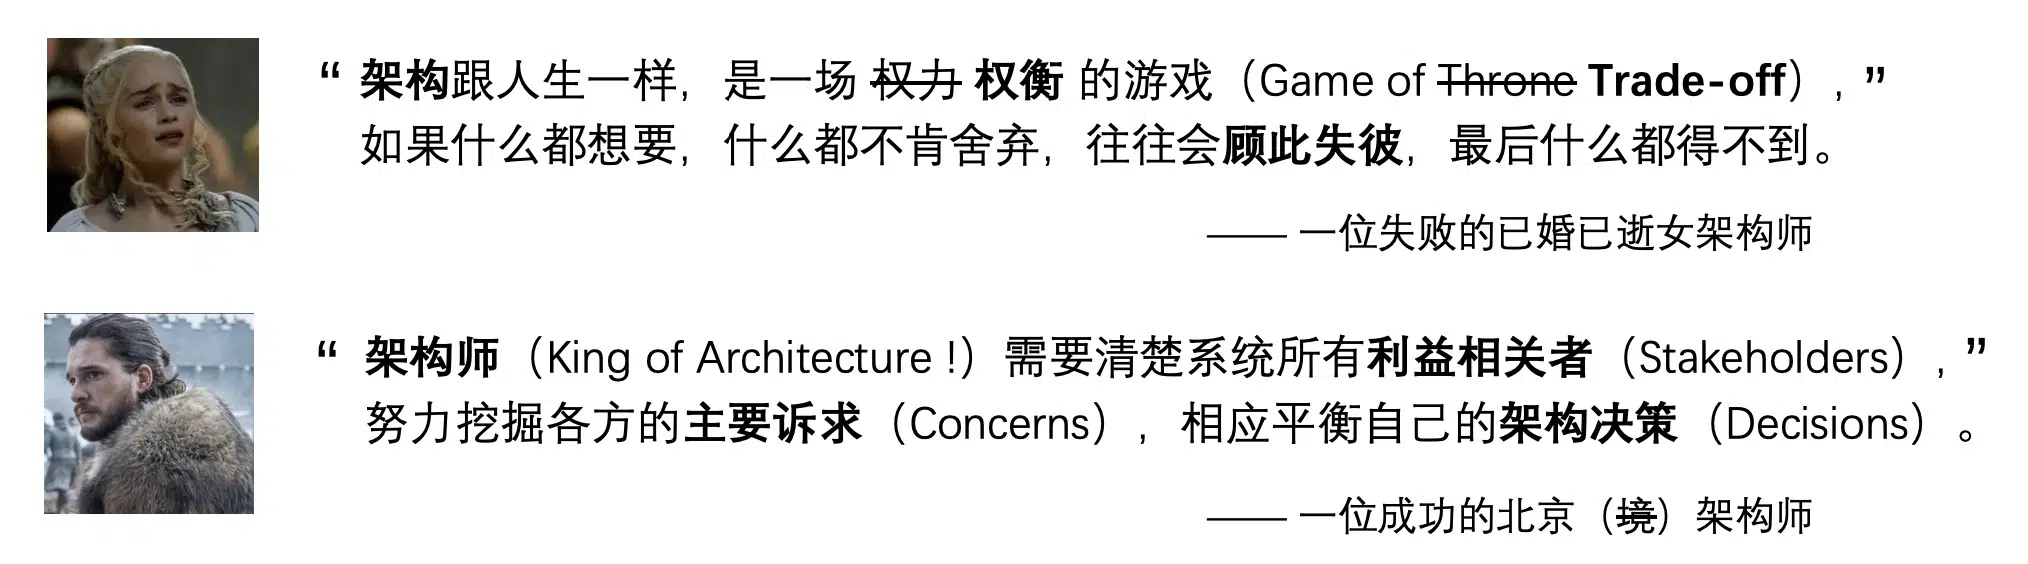 “ 架构跟人生一样，是一场 权力 权衡 的游戏（Game of Throne Trade-off），”
如果什么都想要，什么都不肯舍弃，往往会顾此失彼，最后什么都得不到。
—— 一位失败的已婚已逝女架构师
“ 架构师（King of Architecture !）需要清楚系统所有利益相关者（Stakeholders），”
努力挖掘各方的主要诉求（Concerns），相应平衡自己的架构决策（Decisions）。
—— 一位成功的北京（境）架构师